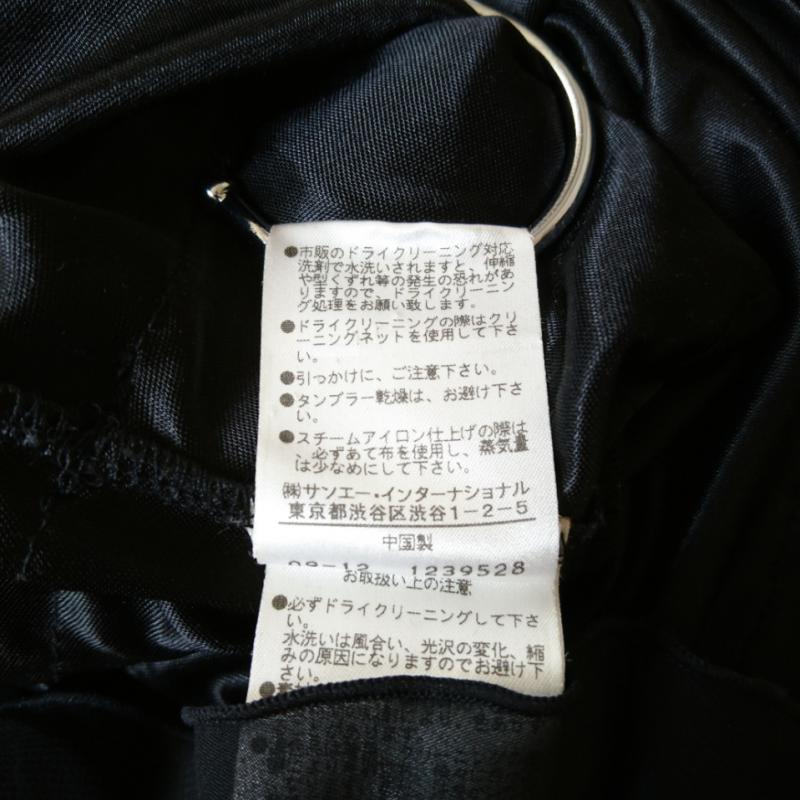 ●市販のドライクリーニング対応
洗剤で水洗いされますと、伸縮
や型くずれ等の発生の恐れがあ
りますので、ドライクリーニン
グ処理をお願い致します。
●ドライクリーニングの際はクリ
ーニングネットを使用して下さ
い。
●引っかけに、ご注意下さい。
●タンブラー乾燥は、お避け下さ
い。
●スチームアイロン仕上げの際は
、必ずあて布を使用し、蒸気量
は少なめにして下さい。
㈱サンエー・インターナショナル
東京都渋谷区渋谷1-2-5
中国製
09-12 1239528
お取扱い上の注意
●必ずドライクリーニングして下さ
い。
水洗いは風合い、光沢の変化、縮
みの原因になりますのでお避け下
さい。
●